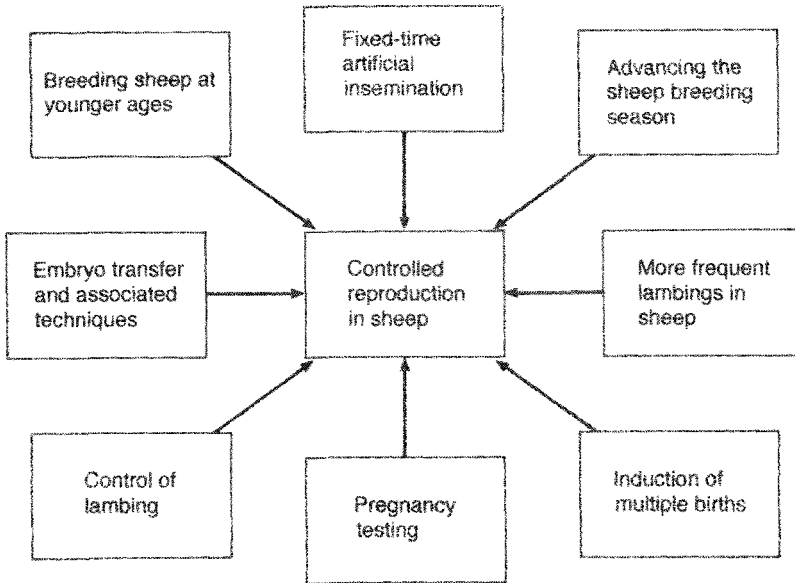 Fixed-time
artificial
insemination
Breeding sheep at
younger ages
Advancing the
sheep breeding
season
Embryo transfer
and associated
techniques
Controlled
reproduction
in sheep
More frequent
lambings in
sheep
Control of
lambing
Pregnancy
testing
Induction of
multiple births